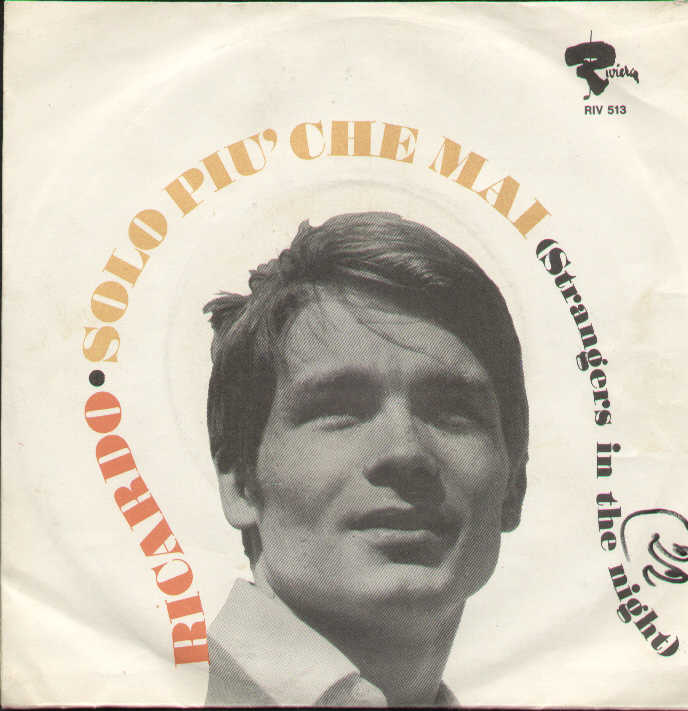 Riviera
RIV 513
RICARDO • SOLO PIU' CHE MAI (Strangers in the night)